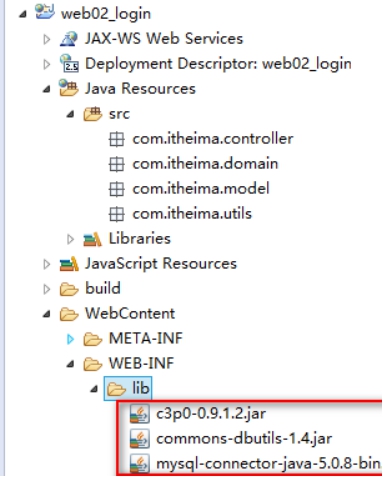 web02_login
JAX-WS Web Services
2.5 Deployment Descriptor: web02_login
Java Resources
src
com.itheima.controller
com.itheima.domain
com.itheima.model
com.itheima.utils
Libraries
JavaScript Resources
build
WebContent
META-INF
WEB-INF
lib
c3p0-0.9.1.2.jar
commons-dbutils-1.4.jar
mysql-connector-java-5.0.8-bin